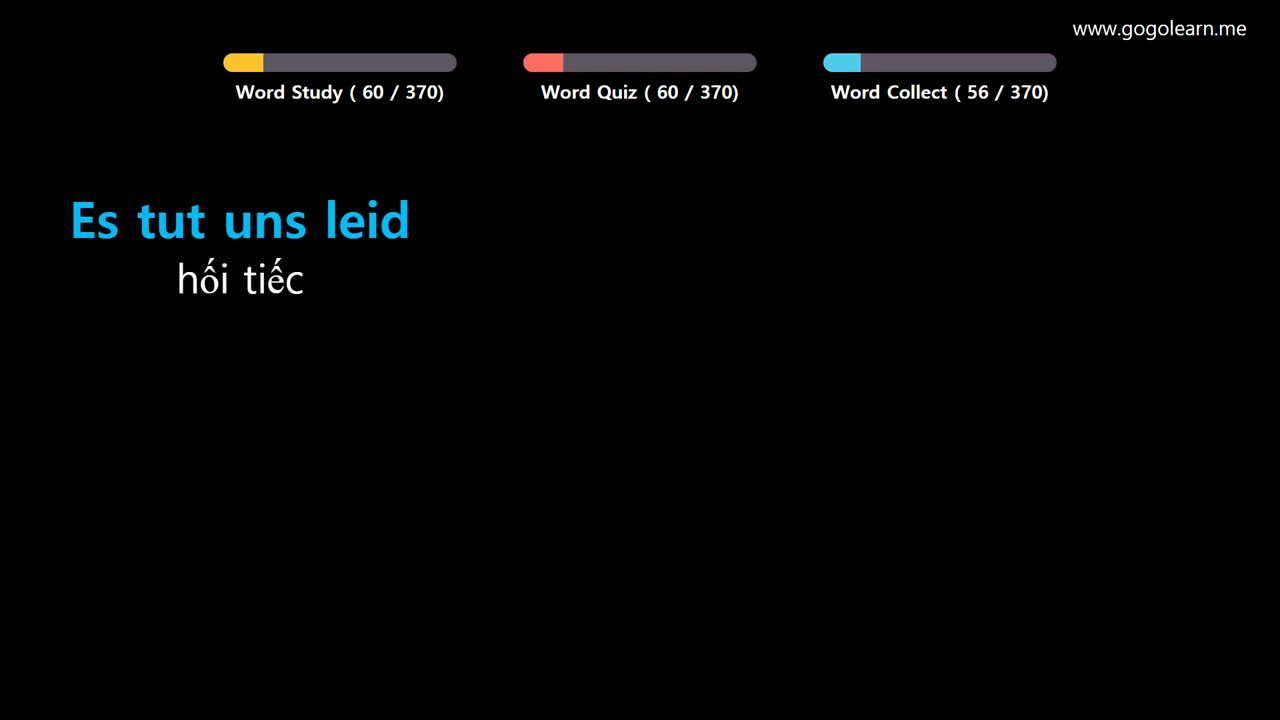 www.gogolearn.me
Word Study ( 60 / 370)
Word Quiz ( 60 / 370)
Word Collect ( 56 / 370)
Es tut uns leid
hối tiếc